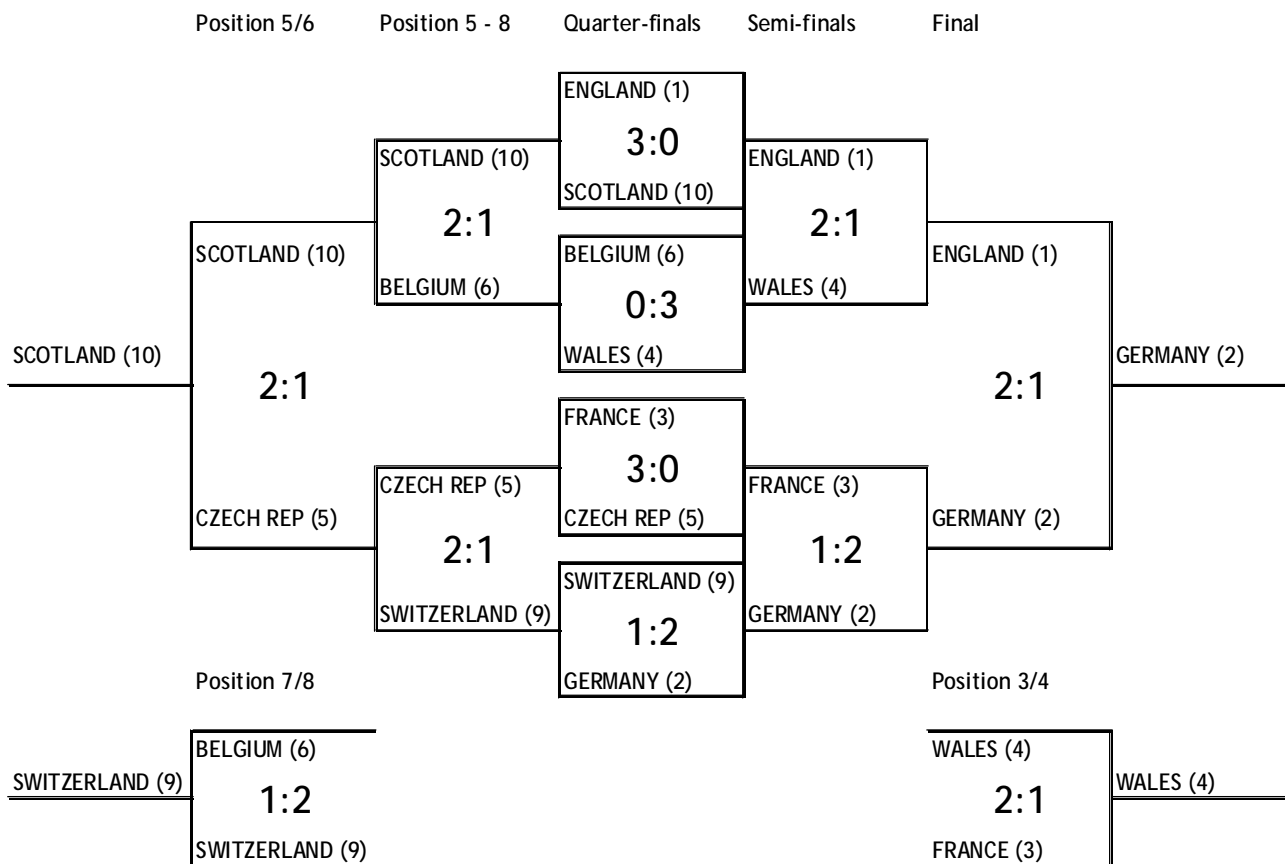 Position 5/6 Position 5 - 8 Quarter-finals Semi-finals Final
ENGLAND (1)
3:0
SCOTLAND (10) ENGLAND (1)
SCOTLAND (10)
2:1 2:1
SCOTLAND (10) BELGIUM (6) ENGLAND (1)
BELGIUM (6) WALES (4)
0:3
SCOTLAND (10) WALES (4) GERMANY (2)
2:1 2:1
FRANCE (3)
3:0
CZECH REP (5) FRANCE (3)
CZECH REP (5) CZECH REP (5) GERMANY (2)
2:1 1:2
SWITZERLAND (9)
SWITZERLAND (9) GERMANY (2)
1:2
Position 7/8 GERMANY (2) Position 3/4
BELGIUM (6) WALES (4)
SWITZERLAND (9) WALES (4)
1:2 2:1
SWITZERLAND (9) FRANCE (3)